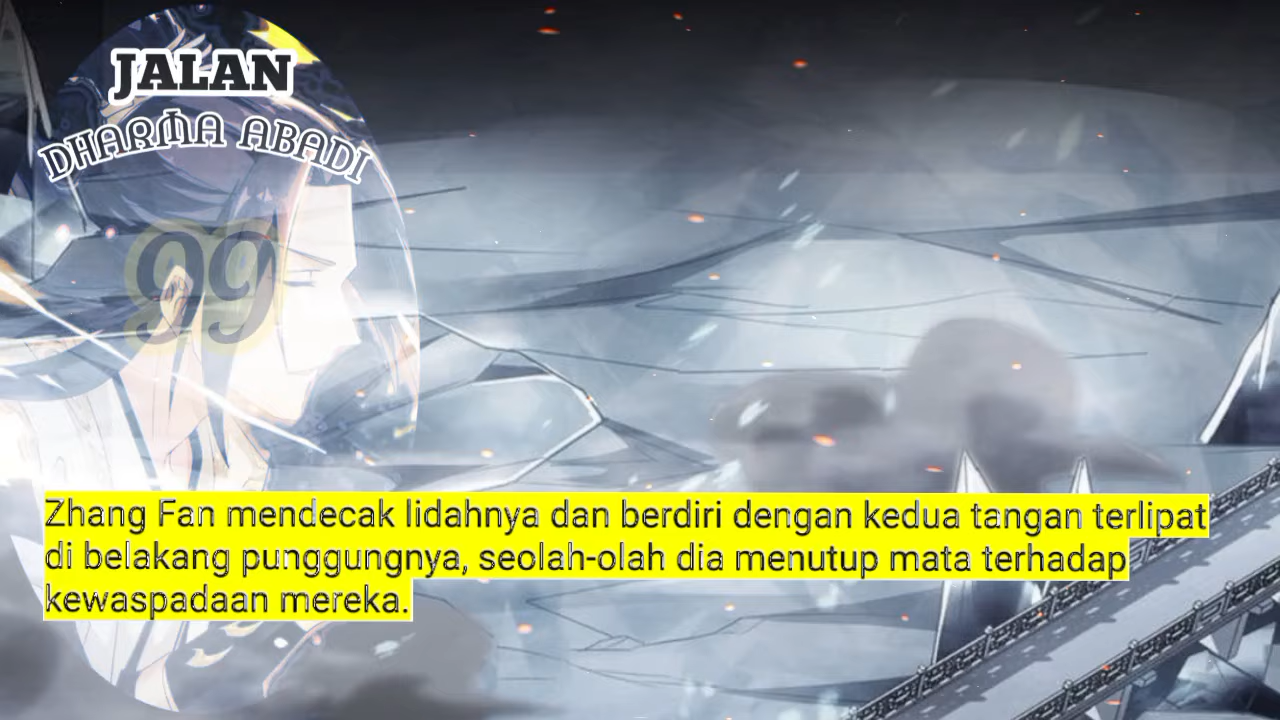 JALAN
DHARMA ABADI
99
Zhang Fan mendecak lidahnya dan berdiri dengan kedua tangan terlipat
di belakang punggungnya, seolah-olah dia menutup mata terhadap
kewaspadaan mereka.